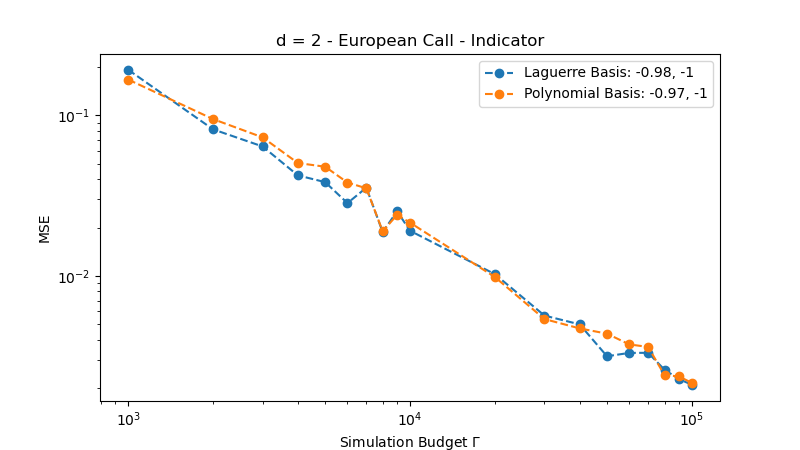 d = 2 - European Call - Indicator
Laguerre Basis: -0.98, -1
Polynomial Basis: -0.97, -1
MSE
10⁻¹
10⁻²
10³
10⁴
10⁵
Simulation Budget Γ